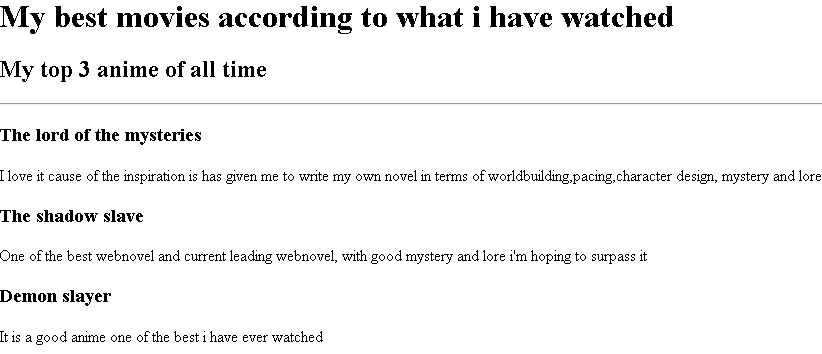 My best movies according to what i have watched
My top 3 anime of all time
The lord of the mysteries
I love it cause of the inspiration is has given me to write my own novel in terms of worldbuilding,pacing,character design, mystery and lore
The shadow slave
One of the best webnovel and current leading webnovel, with good mystery and lore i'm hoping to surpass it
Demon slayer
It is a good anime one of the best i have ever watched